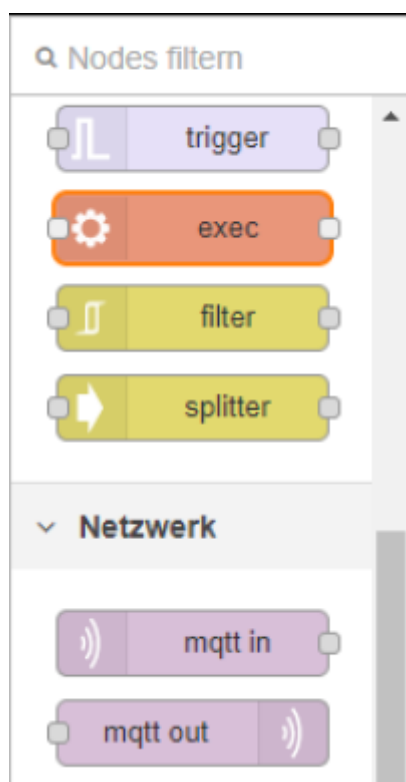 Nodes filtern
trigger
exec
filter
splitter
Netzwerk
mqtt in
mqtt out